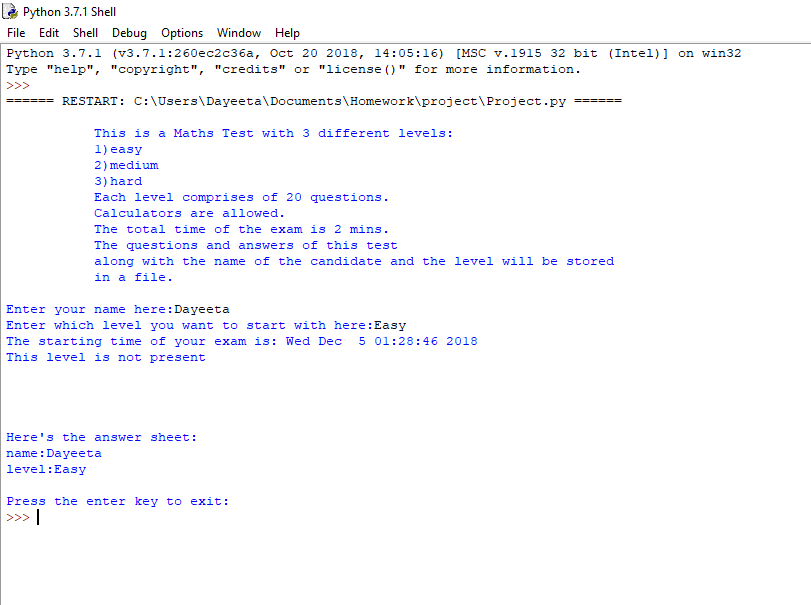 Python 3.7.1 Shell
File Edit Shell Debug Options Window Help
Python 3.7.1 (v3.7.1:260ec2c36a, Oct 20 2018, 14:05:16) [MSC v.1915 32 bit (Intel)] on win32
Type "help", "copyright", "credits" or "license()" for more information.
>>>
====== RESTART: C:\Users\Dayeeta\Documents\Homework\project\Project.py ======
This is a Maths Test with 3 different levels:
1)easy
2)medium
3)hard
Each level comprises of 20 questions.
Calculators are allowed.
The total time of the exam is 2 mins.
The questions and answers of this test
along with the name of the candidate and the level will be stored
in a file.
Enter your name here:Dayeeta
Enter which level you want to start with here:Easy
The starting time of your exam is: Wed Dec  5 01:28:46 2018
This level is not present
Here's the answer sheet:
name:Dayeeta
level:Easy
Press the enter key to exit:
>>>